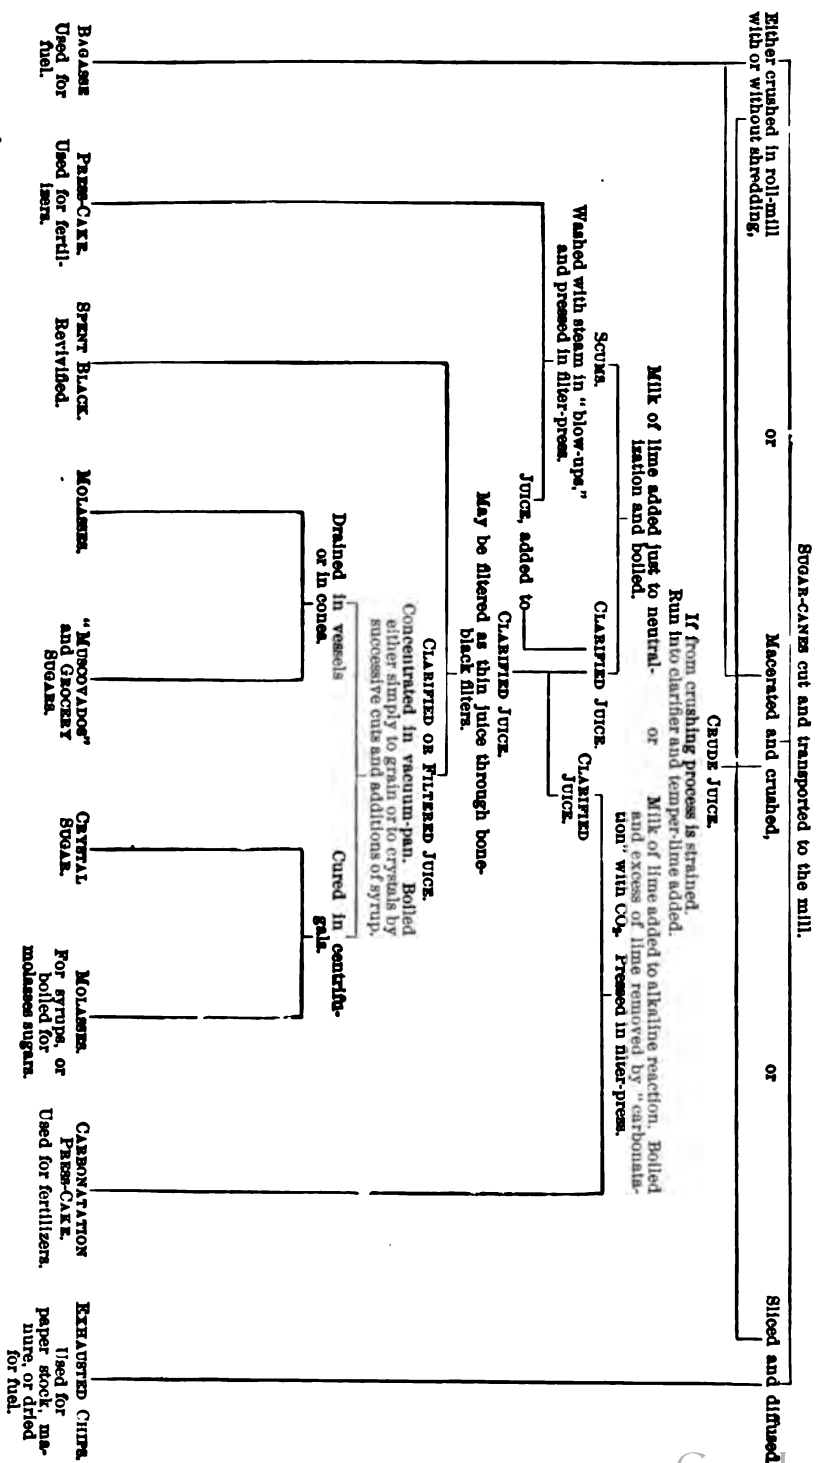 SUGAR-CANES cut and transported to the mill.
Either crushed in roll-mill
with or without shredding,
or
Macerated and crushed,
or
Sliced and diffused
CRUDE JUICE.
If from crushing process is strained.
Run into clarifier and temper-lime added.
Milk of lime added just to neutral-
ization and boiled.
or
Milk of lime added to alkaline reaction. Boiled
and excess of lime removed by "carbonata-
tion" with CO₂. Pressed in filter-press.
SCUMS.
Washed with steam in "blow-ups,"
and pressed in filter-press.
CLARIFIED JUICE.
CLARIFIED
JUICE.
JUICE, added to
CLARIFIED JUICE.
May be filtered as thin juice through bone-
black filters.
CLARIFIED OR FILTERED JUICE.
Concentrated in vacuum-pan. Boiled
either simply to grain or to crystals by
successive cuts and additions of syrup.
Drained in vessels
or in cones.
Cured in centrifu-
gals.
BAGASSE
Used for
fuel.
PRESS-CAKE.
Used for fertil-
isers.
SPENT BLACK.
Revivified.
MOLASSES.
"MUSCOVADOS"
and GROCERY
SUGARS.
CRYSTAL
SUGAR.
MOLASSES.
For syrups, or
boiled for
molasses sugars.
CARBONATATION
PRESS-CAKE.
Used for fertilizers.
EXHAUSTED CHIPS.
Used for
paper stock, ma-
nure, or dried
for fuel.